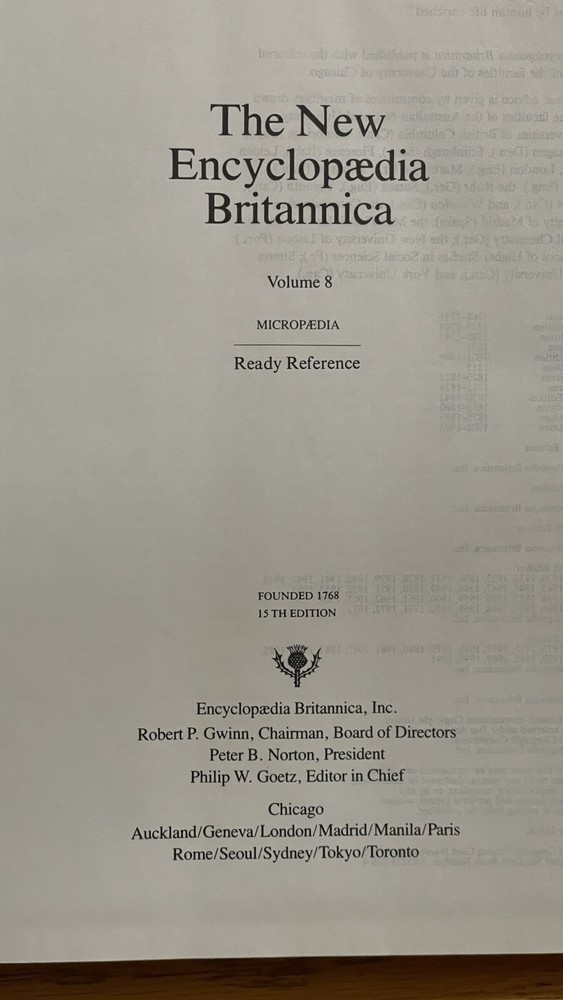 The New
Encyclopædia
Britannica
Volume 8
MICROPÆDIA
Ready Reference
FOUNDED 1768
15 TH EDITION
Encyclopædia Britannica, Inc.
Robert P. Gwinn, Chairman, Board of Directors
Peter B. Norton, President
Philip W. Goetz, Editor in Chief
Chicago
Auckland/Geneva/London/Madrid/Manila/Paris
Rome/Seoul/Sydney/Tokyo/Toronto